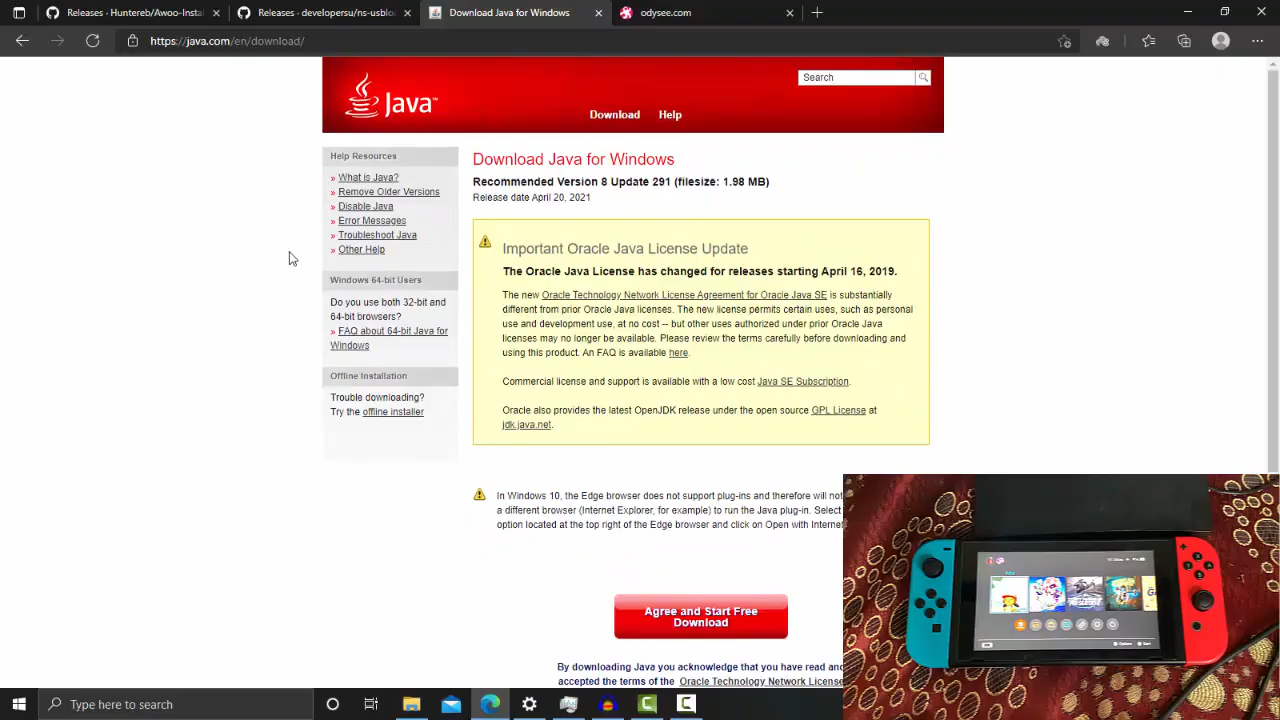 Releases · Huntereb/Awoo-Insta
Releases · developersu/ns-usblo
Download Java for Windows
odysee.com
https://java.com/en/download/
Search
Java
Download Help
Help Resources
» What is Java?
» Remove Older Versions
» Disable Java
» Error Messages
» Troubleshoot Java
» Other Help
Windows 64-bit Users
Do you use both 32-bit and
64-bit browsers?
» FAQ about 64-bit Java for
Windows
Offline Installation
Trouble downloading?
Try the offline installer
Download Java for Windows
Recommended Version 8 Update 291 (filesize: 1.98 MB)
Release date April 20, 2021
Important Oracle Java License Update
The Oracle Java License has changed for releases starting April 16, 2019.
The new Oracle Technology Network License Agreement for Oracle Java SE is substantially
different from prior Oracle Java licenses. The new license permits certain uses, such as personal
use and development use, at no cost -- but other uses authorized under prior Oracle Java
licenses may no longer be available. Please review the terms carefully before downloading and
using this product. An FAQ is available here.
Commercial license and support is available with a low cost Java SE Subscription.
Oracle also provides the latest OpenJDK release under the open source GPL License at
jdk.java.net.
In Windows 10, the Edge browser does not support plug-ins and therefore will not
a different browser (Internet Explorer, for example) to run the Java plug-in. Select
option located at the top right of the Edge browser and click on Open with Internet
Agree and Start Free
Download
By downloading Java you acknowledge that you have read and
accepted the terms of the Oracle Technology Network License
Type here to search